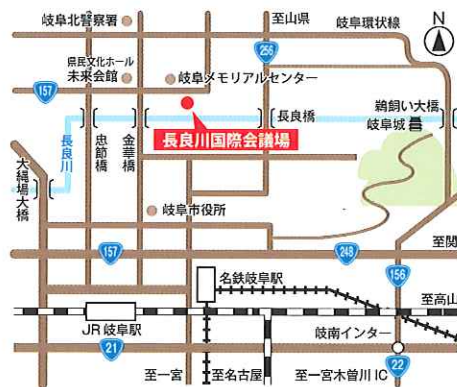 岐阜北警察署
至山県
岐阜環状線
N
256
県民文化ホール
未来会館
岐阜メモリアルセンター
157
鵜飼い大橋
長良橋
岐阜城
長良川国際会議場
長良川
忠節橋
金華橋
大縄場大橋
岐阜市役所
157
248
至関
名鉄岐阜駅
156
至高山
JR岐阜駅
岐南インター
21
22
至一宮
至名古屋
至一宮木曽川IC